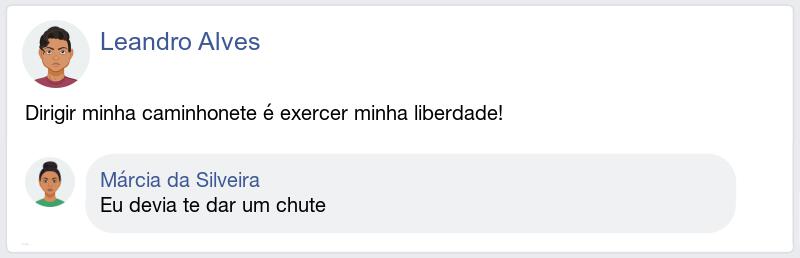 Leandro Alves
Dirigir minha caminhonete é exercer minha liberdade!
Márcia da Silveira
Eu devia te dar um chute